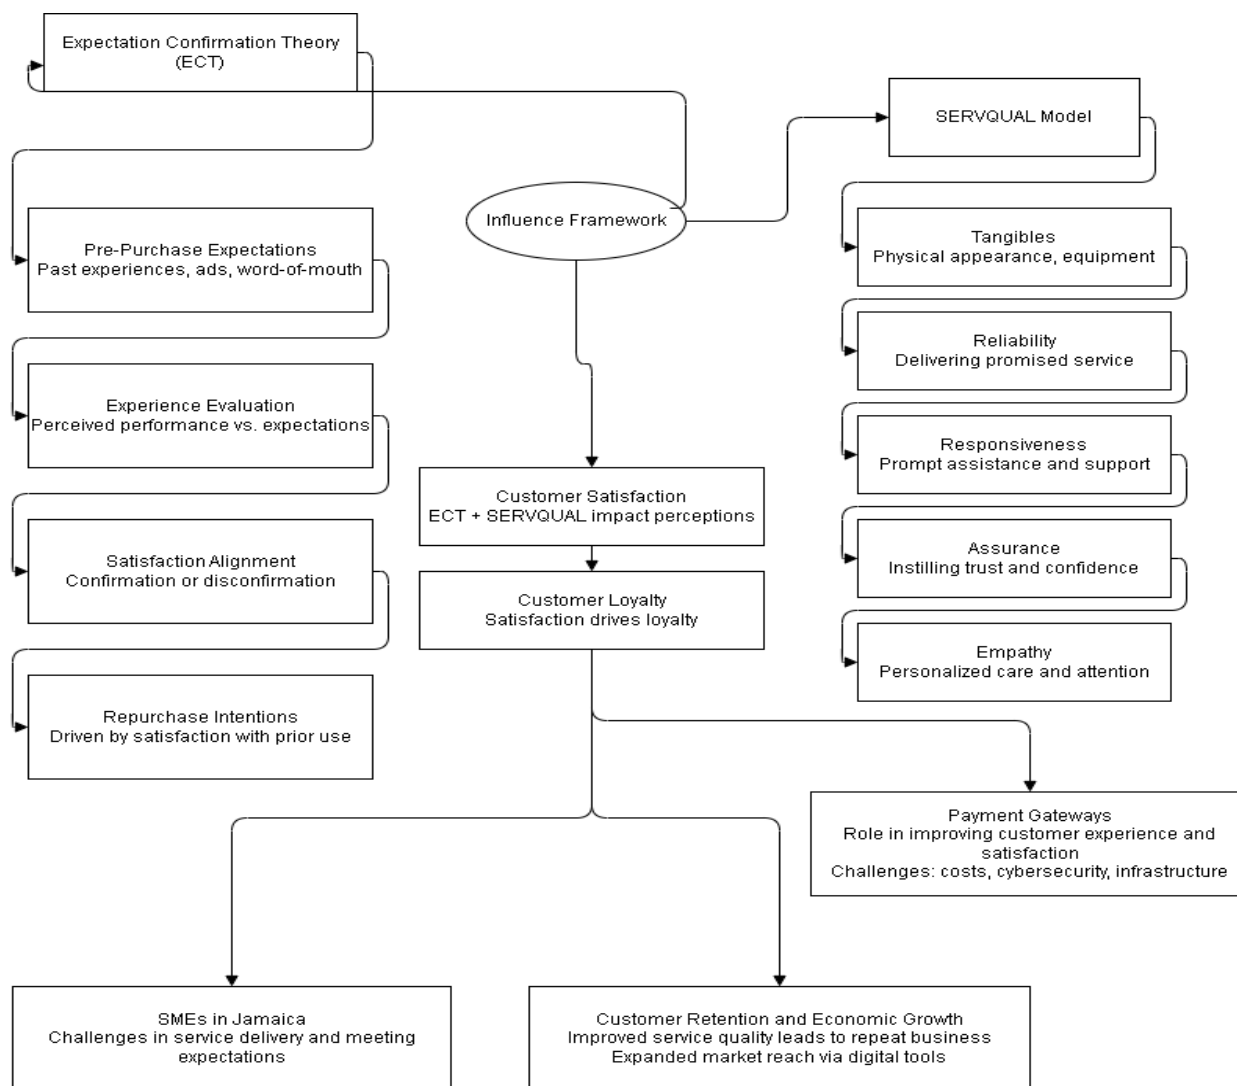 Expectation Confirmation Theory
(ECT)
SERVQUAL Model
Influence Framework
Pre-Purchase Expectations
Past experiences, ads, word-of-mouth
Experience Evaluation
Perceived performance vs. expectations
Satisfaction Alignment
Confirmation or disconfirmation
Repurchase Intentions
Driven by satisfaction with prior use
Customer Satisfaction
ECT + SERVQUAL impact perceptions
Customer Loyalty
Satisfaction drives loyalty
Tangibles
Physical appearance, equipment
Reliability
Delivering promised service
Responsiveness
Prompt assistance and support
Assurance
Instilling trust and confidence
Empathy
Personalized care and attention
Payment Gateways
Role in improving customer experience and
satisfaction
Challenges: costs, cybersecurity, infrastructure
SMEs in Jamaica
Challenges in service delivery and meeting
expectations
Customer Retention and Economic Growth
Improved service quality leads to repeat business
Expanded market reach via digital tools